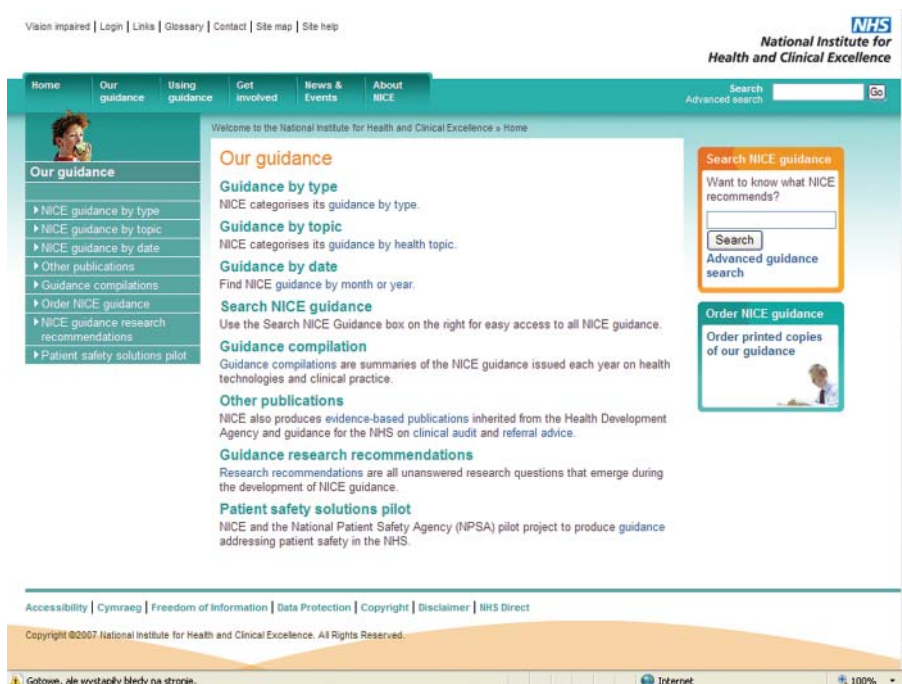 Vision impaired | Login | Links | Glossary | Contact | Site map | Site help
NHS
National Institute for
Health and Clinical Excellence
Home
Our
guidance
Using
guidance
Get
involved
News &
Events
About
NICE
Search
Advanced search
Go
Welcome to the National Institute for Health and Clinical Excellence » Home
Our guidance
NICE guidance by type
NICE guidance by topic
NICE guidance by date
Other publications
Guidance compilations
Order NICE guidance
NICE guidance research
recommendations
Patient safety solutions pilot
Our guidance
Guidance by type
NICE categorises its guidance by type.
Guidance by topic
NICE categorises its guidance by health topic.
Guidance by date
Find NICE guidance by month or year.
Search NICE guidance
Use the Search NICE Guidance box on the right for easy access to all NICE guidance.
Guidance compilation
Guidance compilations are summaries of the NICE guidance issued each year on health
technologies and clinical practice.
Other publications
NICE also produces evidence-based publications inherited from the Health Development
Agency and guidance for the NHS on clinical audit and referral advice.
Guidance research recommendations
Research recommendations are all unanswered research questions that emerge during
the development of NICE guidance.
Patient safety solutions pilot
NICE and the National Patient Safety Agency (NPSA) pilot project to produce guidance
addressing patient safety in the NHS.
Search NICE guidance
Want to know what NICE
recommends?
Search
Advanced guidance
search
Order NICE guidance
Order printed copies
of our guidance
Accessibility | Cymraeg | Freedom of Information | Data Protection | Copyright | Disclaimer | NHS Direct
Copyright ©2007 National Institute for Health and Clinical Excellence. All Rights Reserved.
Gotowe, ale wystąpiły błędy na stronie.
Internet
100%